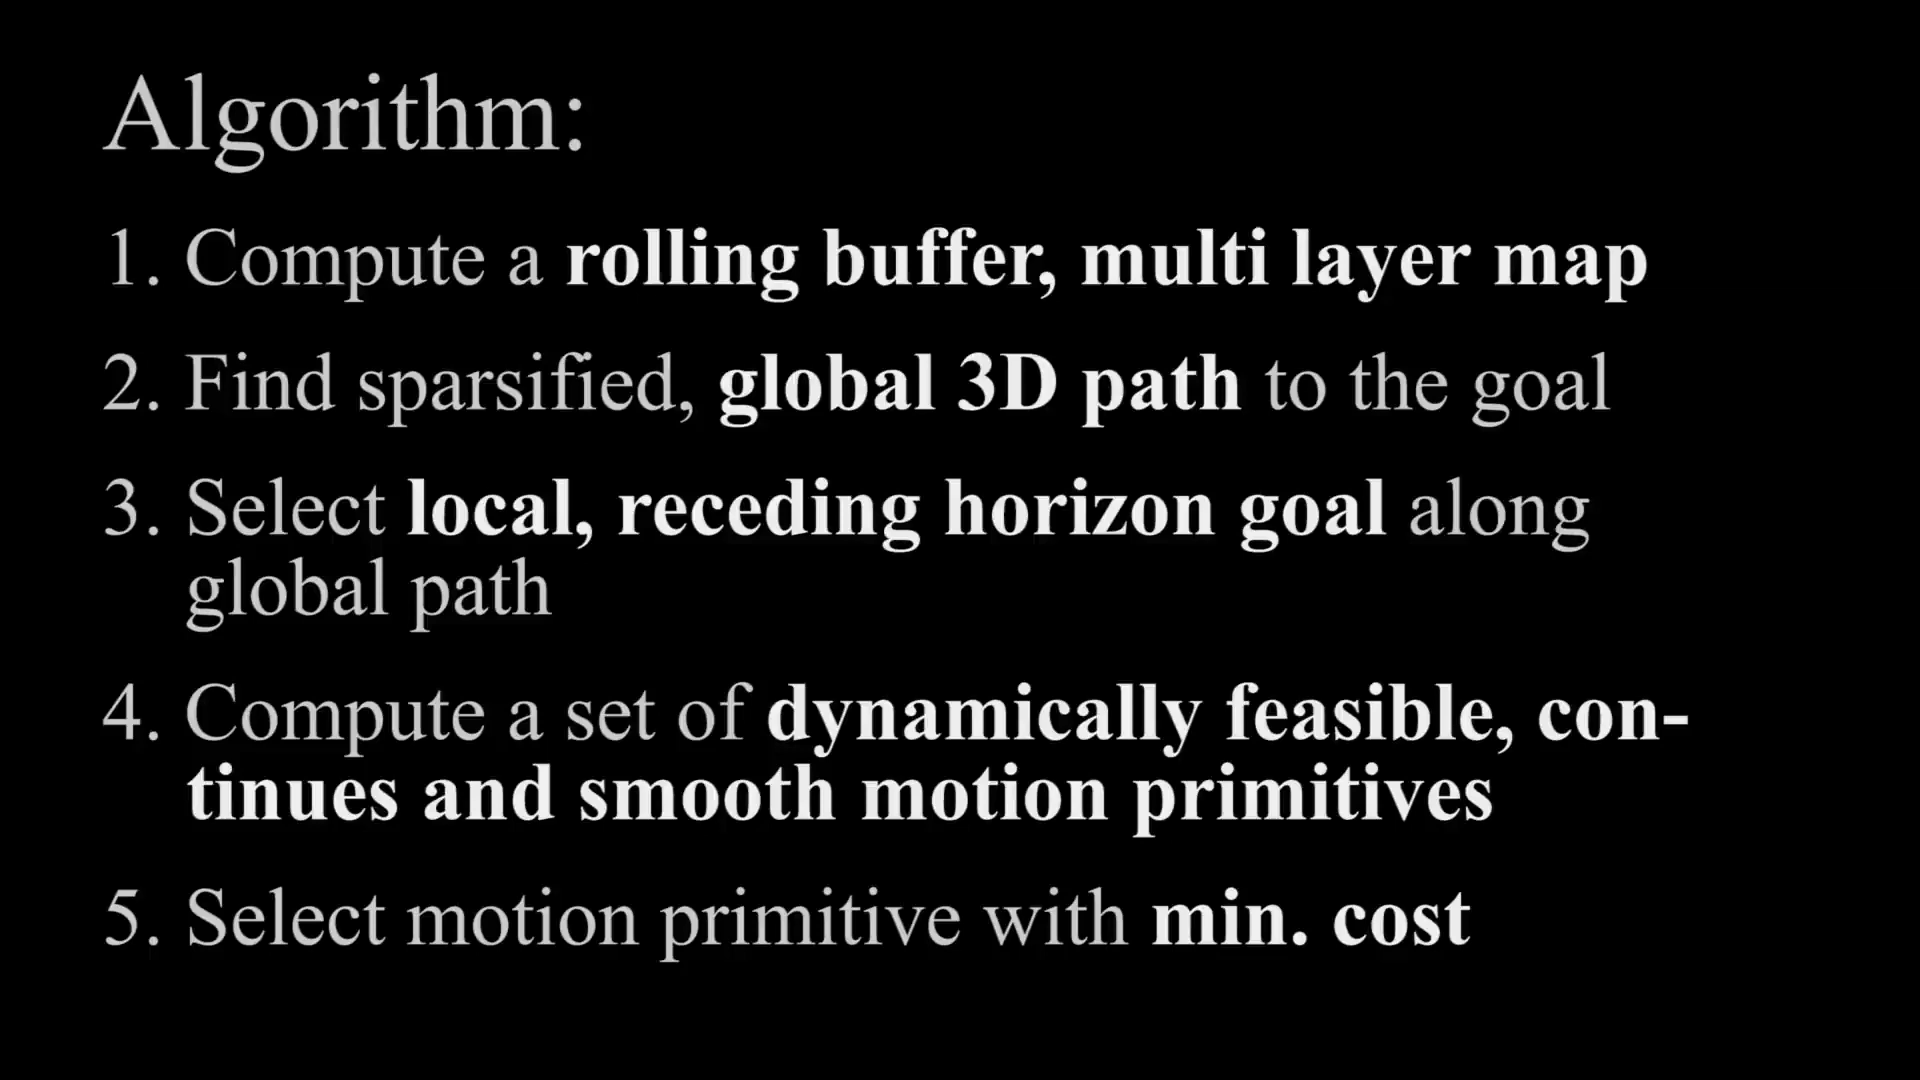 Algorithm:
1. Compute a rolling buffer, multi layer map
2. Find sparsified, global 3D path to the goal
3. Select local, receding horizon goal along
global path
4. Compute a set of dynamically feasible, con-
tinues and smooth motion primitives
5. Select motion primitive with min. cost